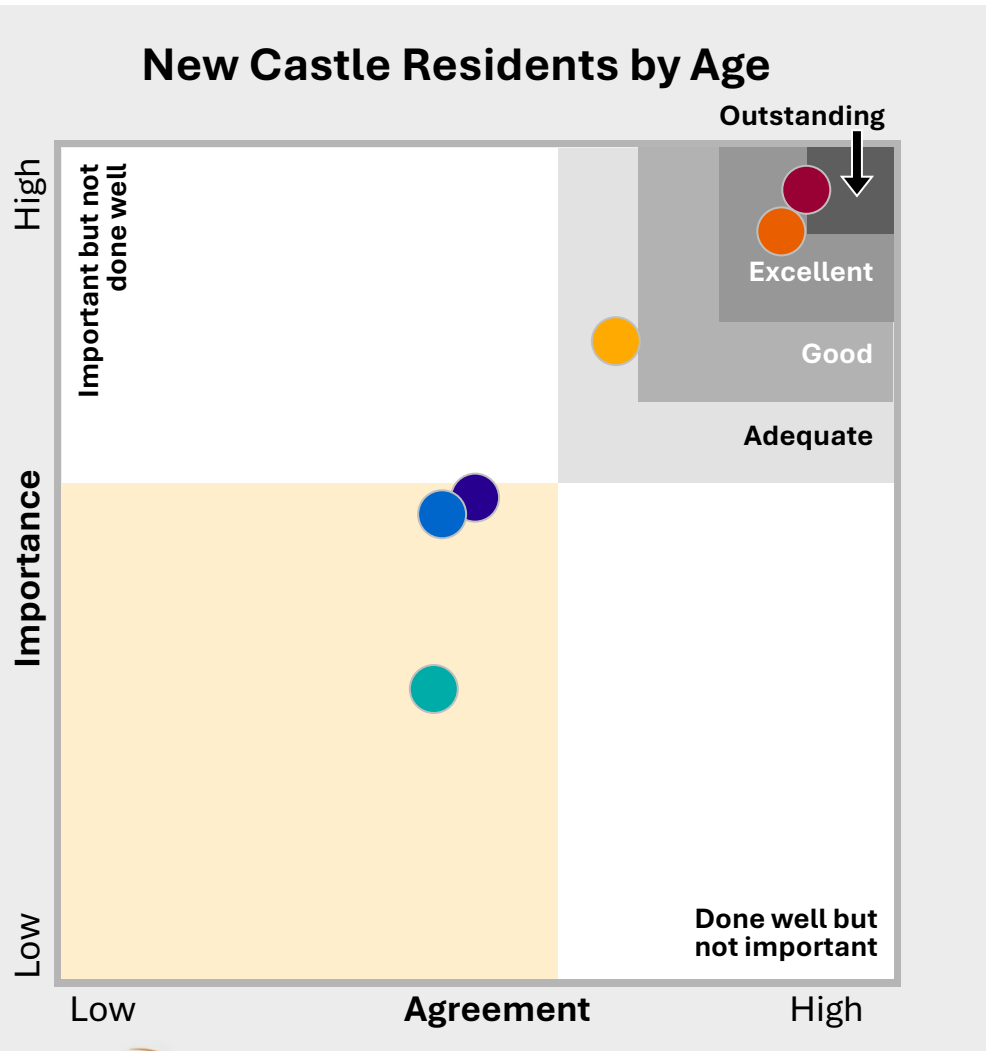 New Castle Residents by Age
Outstanding
High
Important but not
done well
Excellent
Good
Adequate
Importance
Done well but
not important
Low
Low
Agreement
High